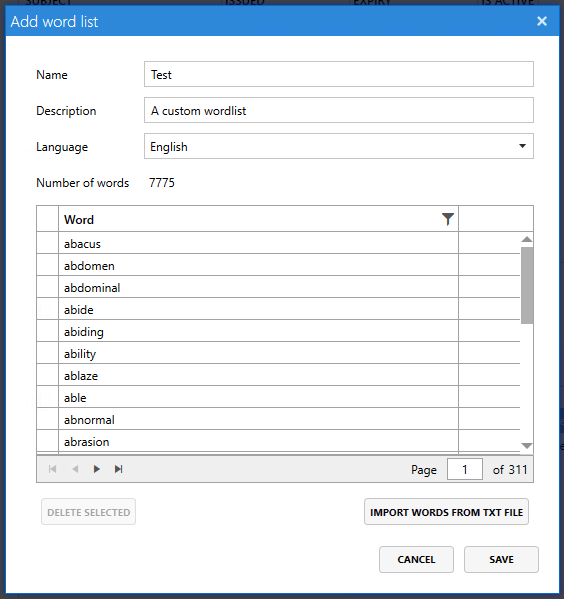 SUBJECT ISSUED EXPIRY IS ACTIVE
Add word list
Name Test
Description A custom wordlist
Language English
Number of words 7775
Word
abacus
abdomen
abdominal
abide
abiding
ability
ablaze
able
abnormal
abrasion
Page 1 of 311
DELETE SELECTED IMPORT WORDS FROM TXT FILE
CANCEL SAVE